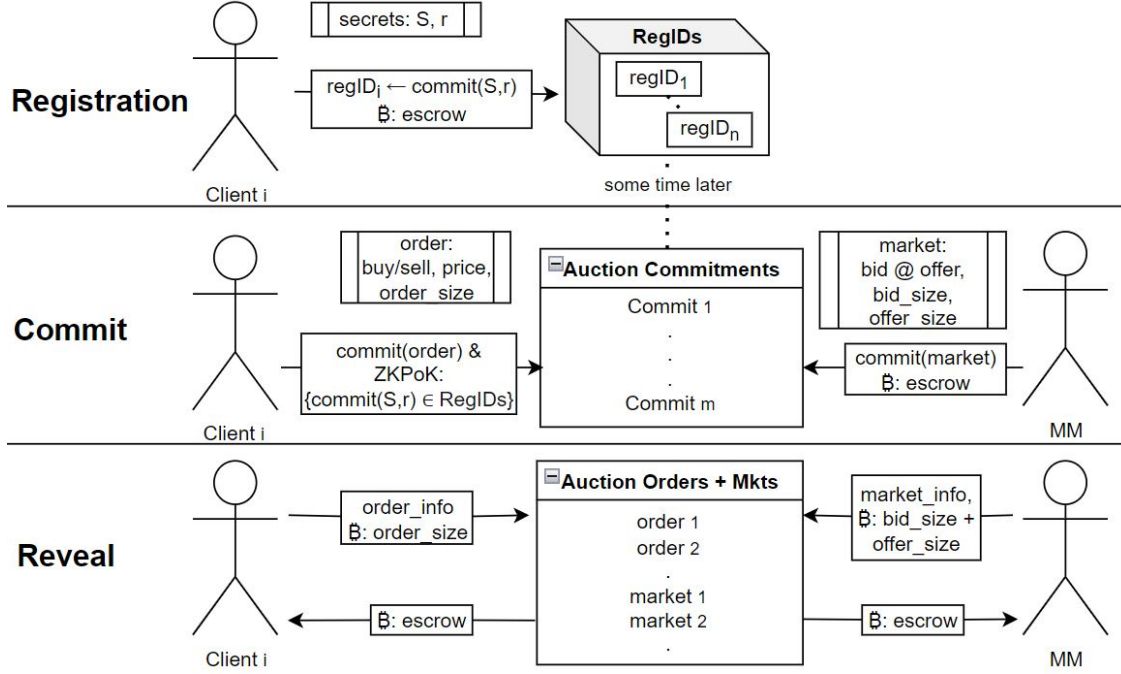 secrets: S, r
RegIDs
regID1
Registration
regIDi ← commit(S,r)
₿: escrow
regIDn
Client i
some time later
order:
buy/sell, price,
order_size
Auction Commitments
market:
bid @ offer,
bid_size,
offer_size
Commit 1
.
.
.
Commit m
Commit
commit(order) &
ZKPoK:
{commit(S,r) ∈ RegIDs}
commit(market)
₿: escrow
Client i
MM
Auction Orders + Mkts
order_info
₿: order_size
market_info,
₿: bid_size +
offer_size
order 1
order 2
.
market 1
market 2
.
Reveal
₿: escrow
₿: escrow
Client i
MM